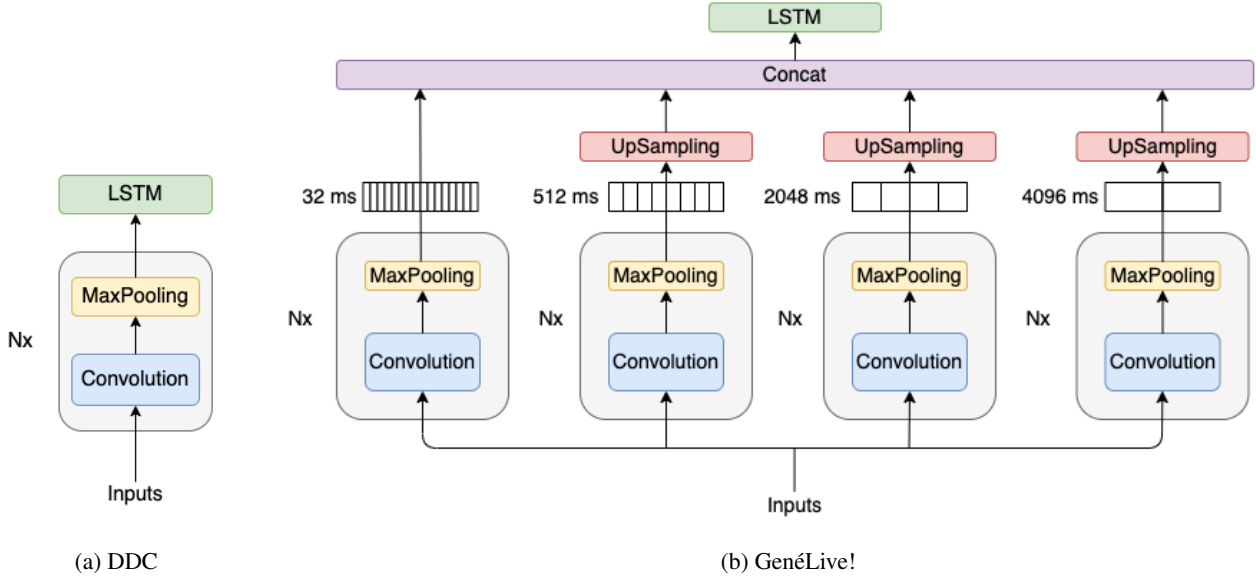 LSTM
Concat
UpSampling UpSampling UpSampling
LSTM
32 ms 512 ms 2048 ms 4096 ms
MaxPooling MaxPooling MaxPooling MaxPooling
MaxPooling
Nx Nx Nx Nx
Nx
Convolution Convolution Convolution Convolution
Convolution
Inputs
Inputs
(a) DDC
(b) GenéLive!